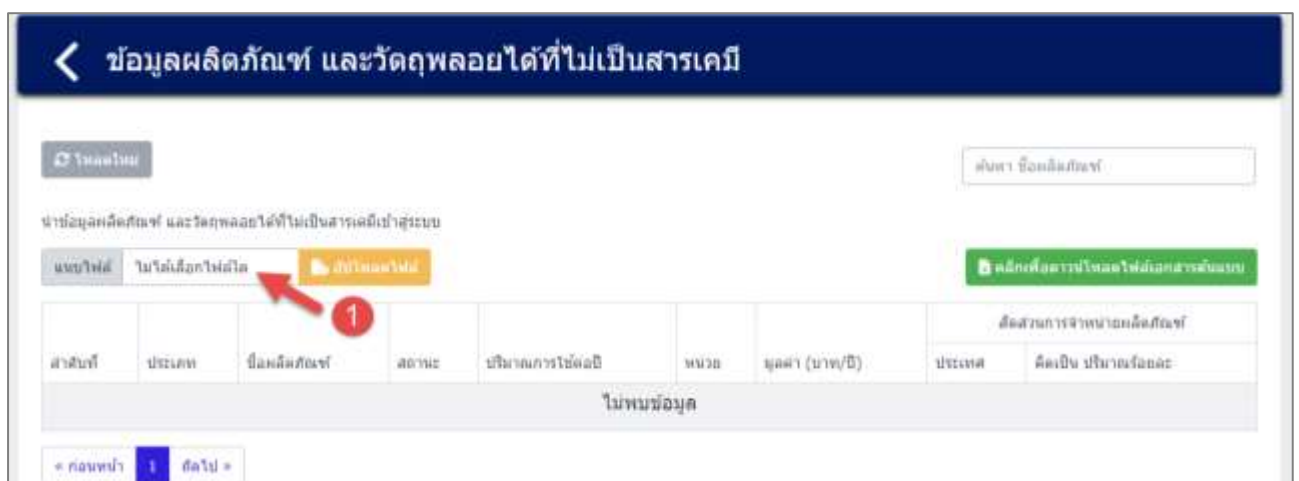 ข้อมูลผลิตภัณฑ์ และวัตถุพลอยได้ที่ไม่เป็นสารเคมี
โหลดใหม่
ค้นหา ชื่อผลิตภัณฑ์
นำข้อมูลผลิตภัณฑ์ และวัตถุพลอยได้ที่ไม่เป็นสารเคมีเข้าสู่ระบบ
แนบไฟล์ ไม่ได้เลือกไฟล์ใด อัปโหลดไฟล์ คลิกเพื่อดาวน์โหลดไฟล์เอกสารต้นแบบ
1
สัดส่วนการจำหน่ายผลิตภัณฑ์
ลำดับที่ ประเภท ชื่อผลิตภัณฑ์ สถานะ ปริมาณการใช้ต่อปี หน่วย มูลค่า (บาท/ปี) ประเทศ คิดเป็น ปริมาณร้อยละ
ไม่พบข้อมูล
« ก่อนหน้า 1 ถัดไป »